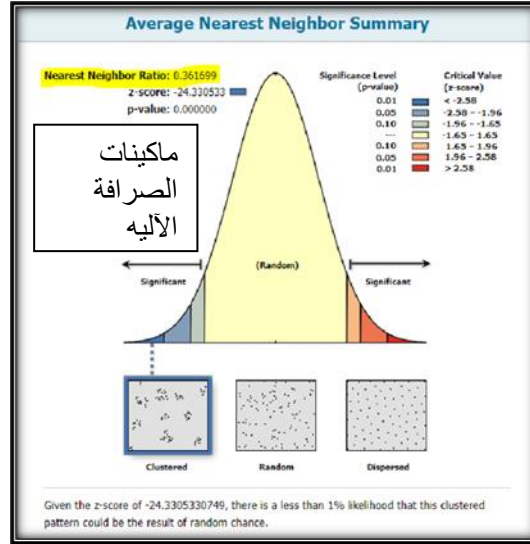 Average Nearest Neighbor Summary
Nearest Neighbor Ratio: 0.361699
z-score: -24.330533
p-value: 0.000000
ماكينات
الصرافة
الآليه
Significance Level
(p-value)
Critical Value
(z-score)
0.01 < -2.58
0.05 -2.58 - -1.96
0.10 -1.96 - -1.65
--- -1.65 - 1.65
0.10 1.65 - 1.96
0.05 1.96 - 2.58
0.01 > 2.58
Significant
(Random)
Significant
Clustered
Random
Dispersed
Given the z-score of -24.3305330749, there is a less than 1% likelihood that this clustered
pattern could be the result of random chance.